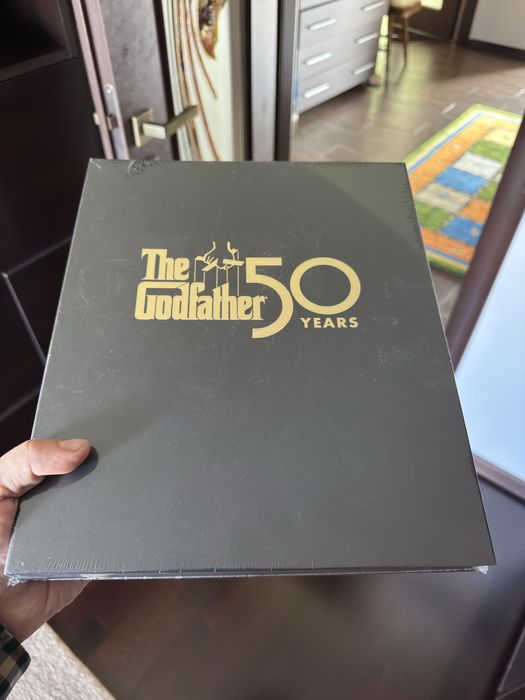 The
Godfather
50
YEARS